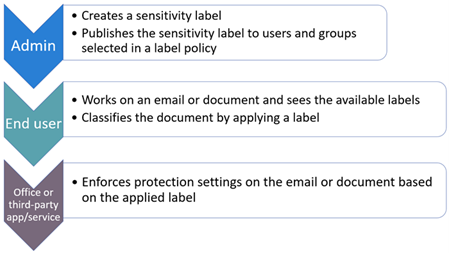 Admin
• Creates a sensitivity label
• Publishes the sensitivity label to users and groups
selected in a label policy
End user
• Works on an email or document and sees the available labels
• Classifies the document by applying a label
Office or
third-party
app/service
• Enforces protection settings on the email or document based
on the applied label